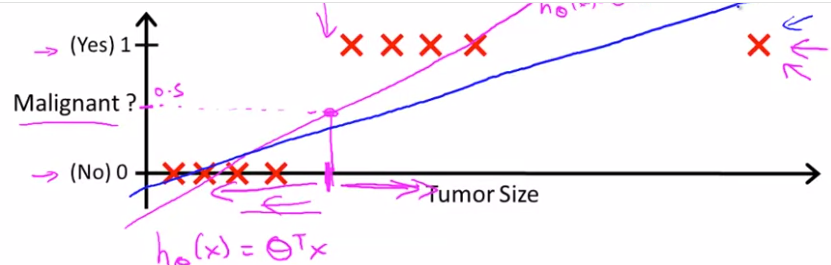 (Yes) 1
0.5
Malignant ?
(No) 0
Tumor Size
hθ(x) = θᵀx